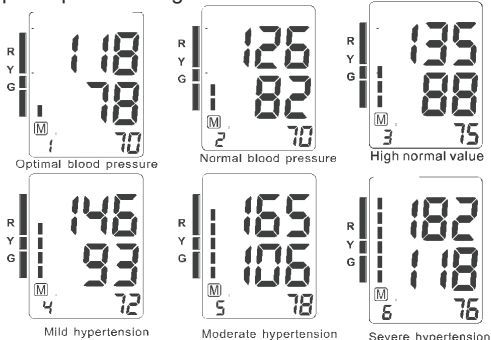 118
R
Y
78
G
M
1 70
Optimal blood pressure
126
R
Y
82
G
M
2 70
Normal blood pressure
135
R
Y
88
G
M
3 75
High normal value
146
R
Y
93
G
M
4 72
Mild hypertension
165
R
Y
106
G
M
5 78
Moderate hypertension
182
R
Y
118
G
M
6 76
Severe hypertension